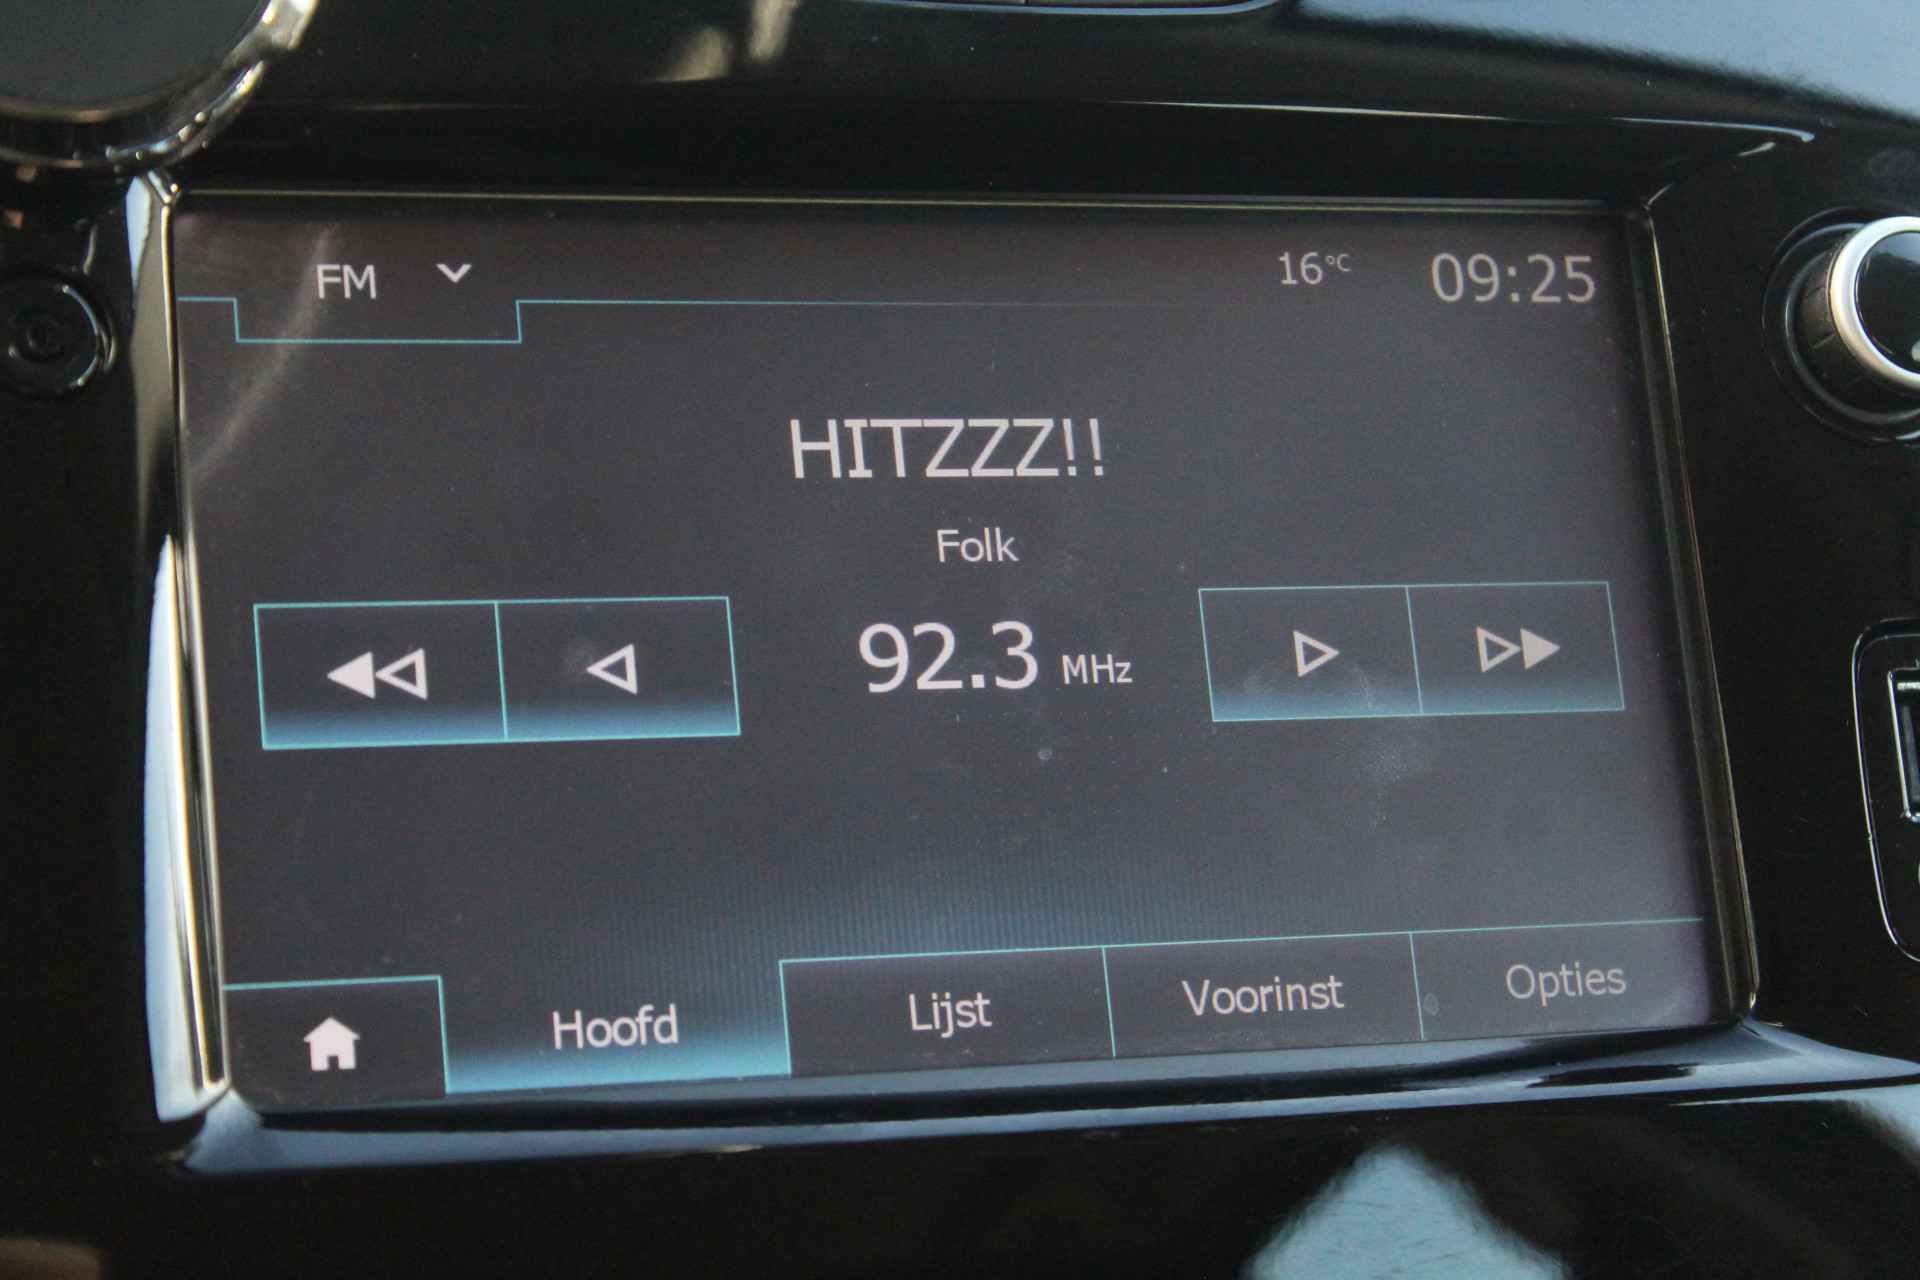 FM 16°C 09:25
HITZZZ!!
Folk
92.3 MHz
Hoofd Lijst Voorinst Opties